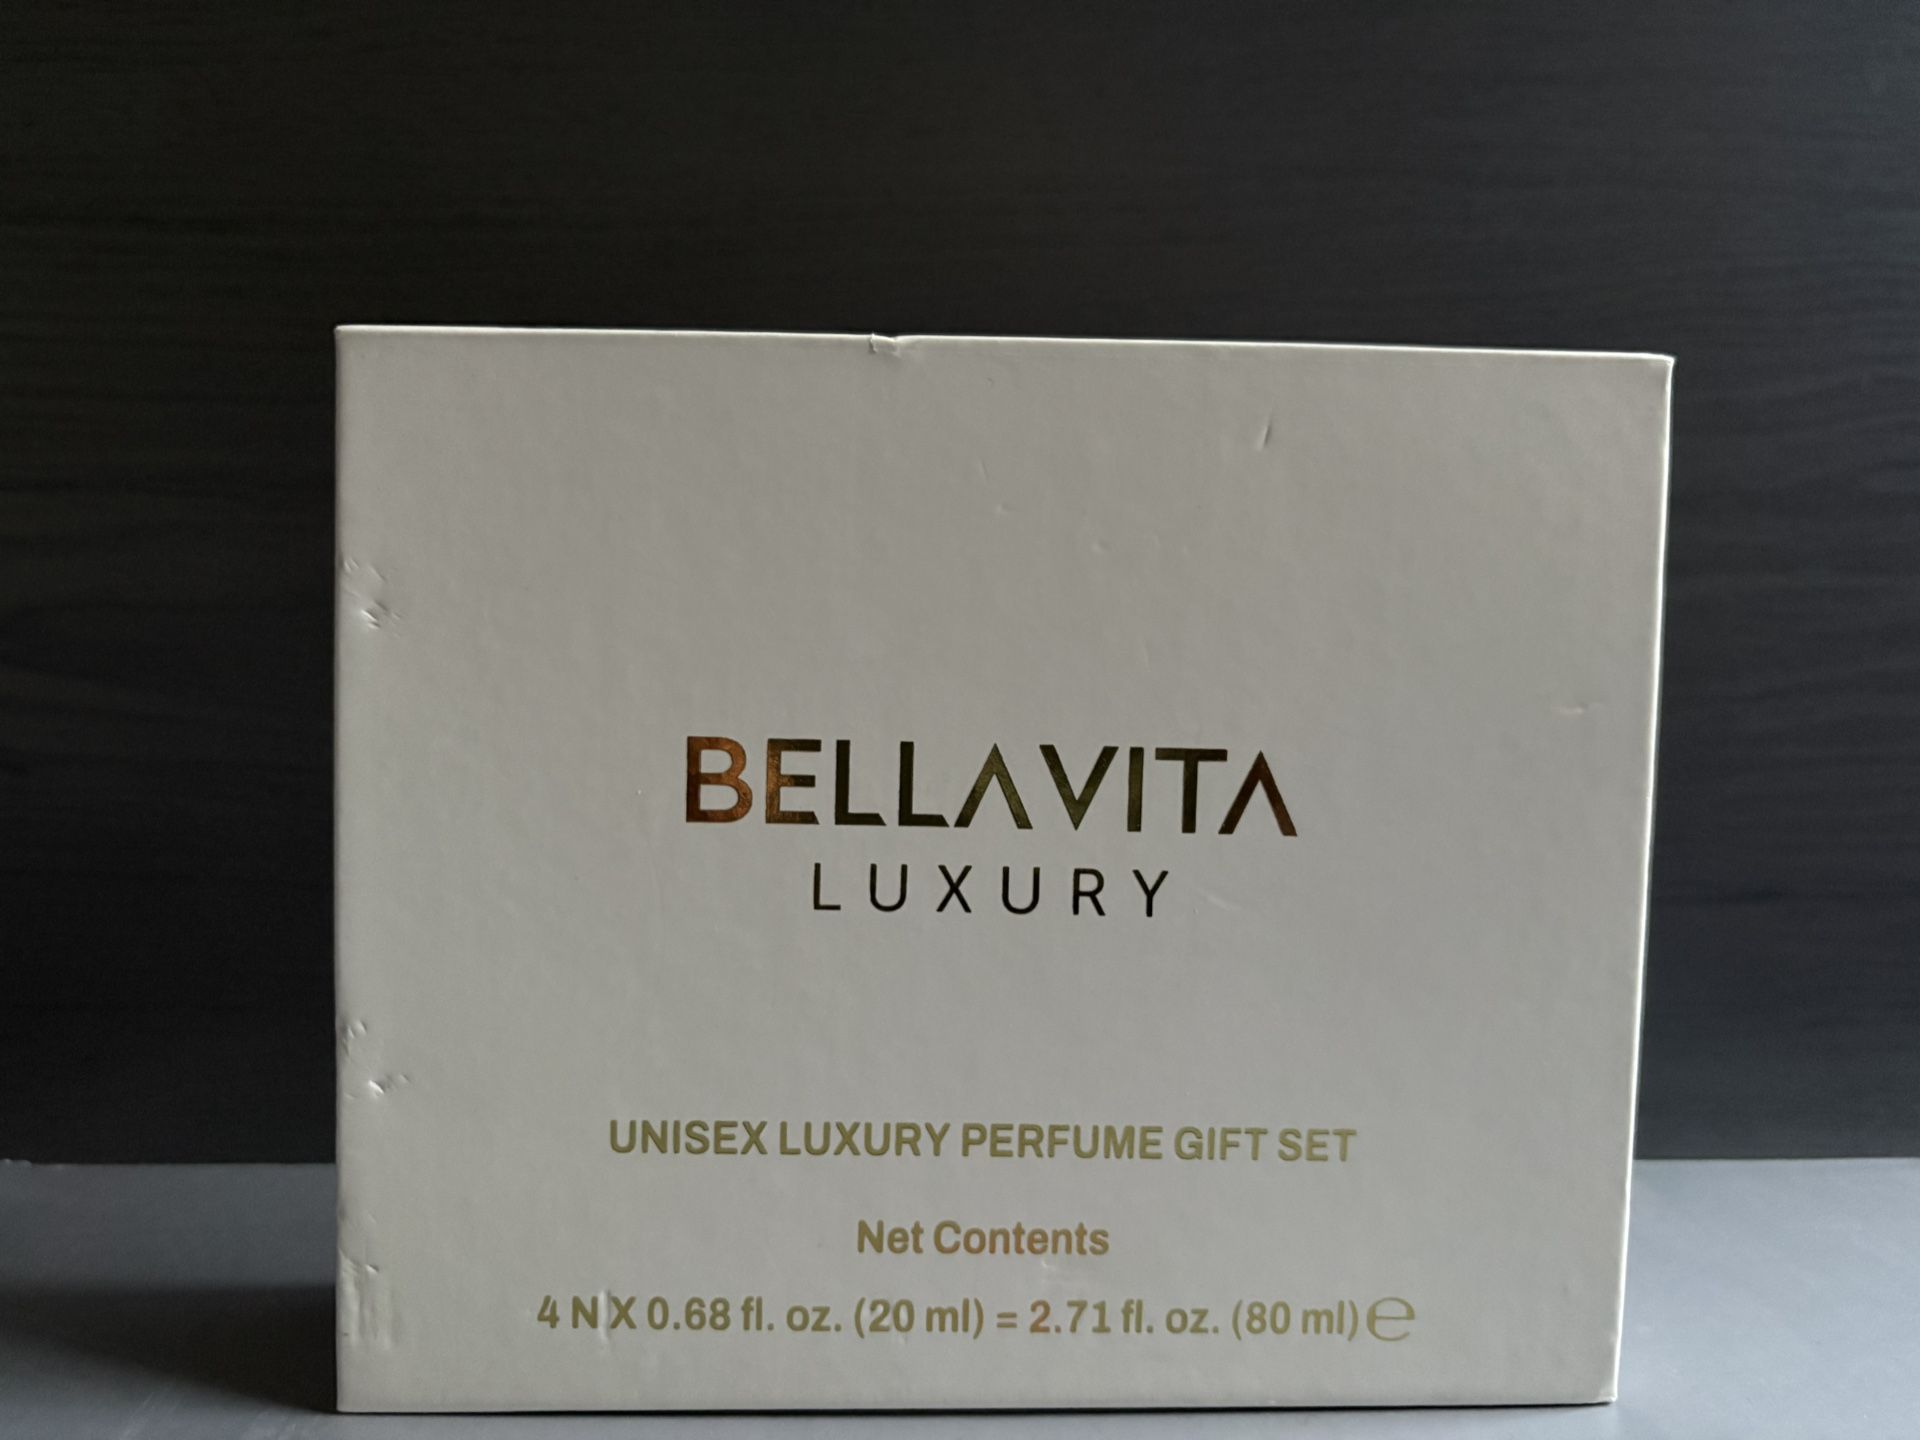 BELLAVITA
LUXURY
UNISEX LUXURY PERFUME GIFT SET
Net Contents
4 N X 0.68 fl. oz. (20 ml) = 2.71 fl. oz. (80 ml) ℮